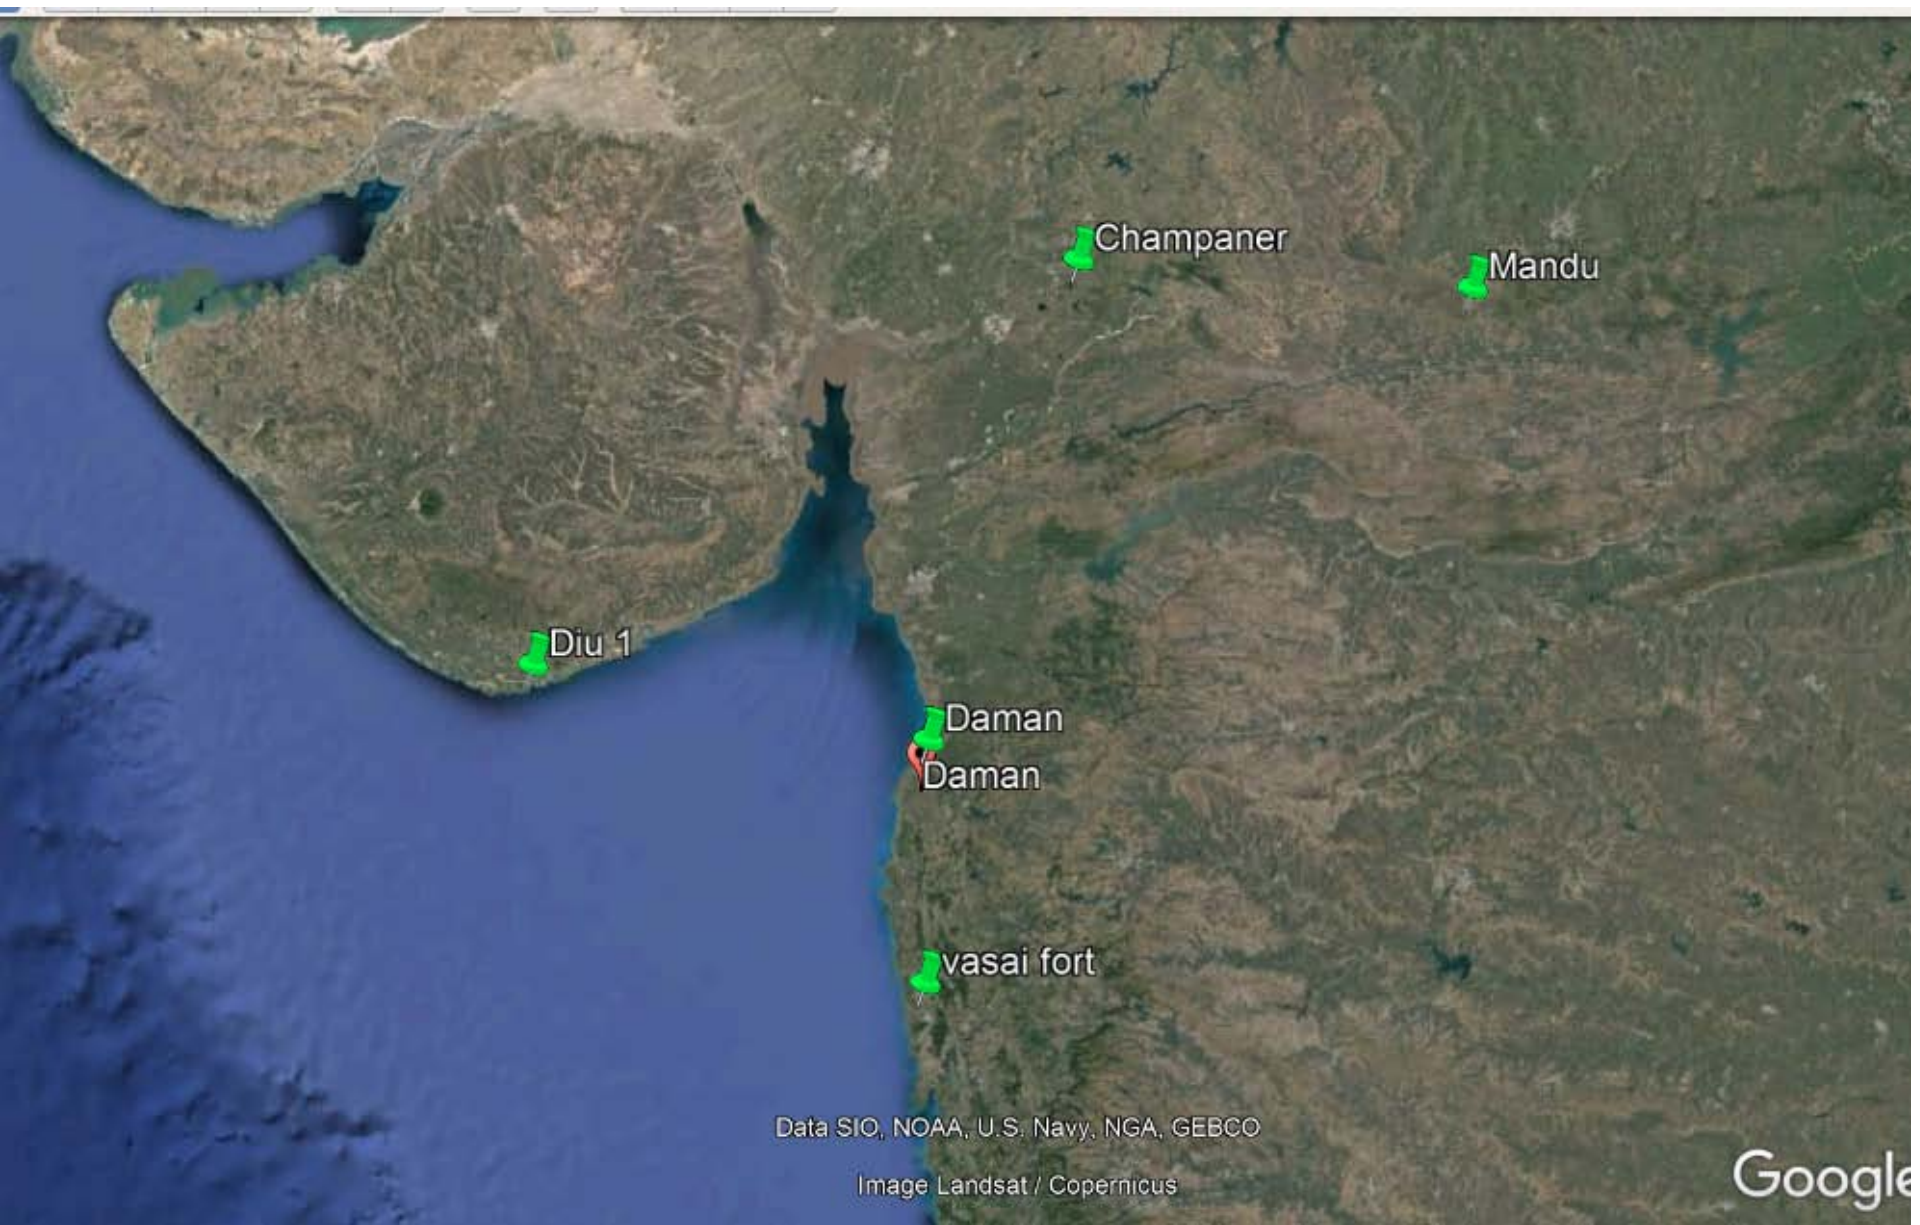 Champaner
Mandu
Diu 1
Daman
Daman
vasai fort
Data SIO, NOAA, U.S. Navy, NGA, GEBCO
Image Landsat / Copernicus
Google